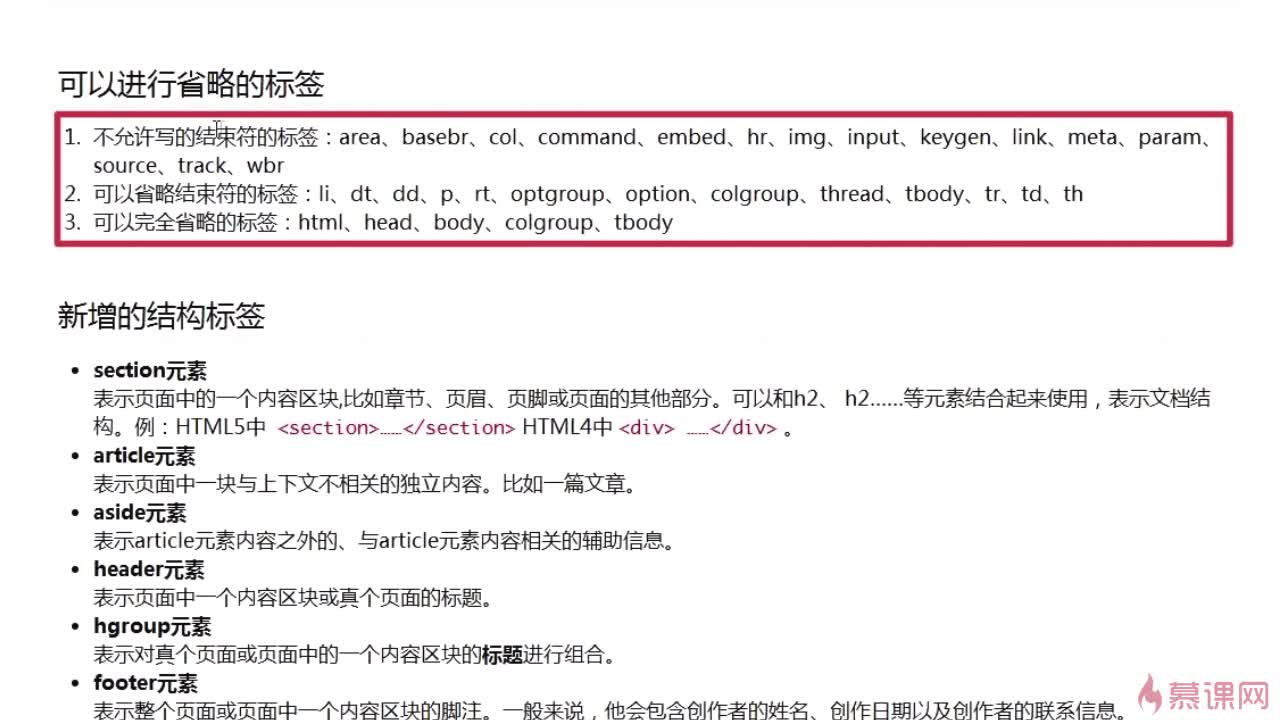 可以进行省略的标签
1. 不允许写的结束符的标签：area、basebr、col、command、embed、hr、img、input、keygen、link、meta、param、
source、track、wbr
2. 可以省略结束符的标签：li、dt、dd、p、rt、optgroup、option、colgroup、thread、tbody、tr、td、th
3. 可以完全省略的标签：html、head、body、colgroup、tbody
新增的结构标签
• section元素
表示页面中的一个内容区块,比如章节、页眉、页脚或页面的其他部分。可以和h2、 h2......等元素结合起来使用，表示文档结
构。例：HTML5中 <section>……</section> HTML4中 <div> ……</div> 。
• article元素
表示页面中一块与上下文不相关的独立内容。比如一篇文章。
• aside元素
表示article元素内容之外的、与article元素内容相关的辅助信息。
• header元素
表示页面中一个内容区块或真个页面的标题。
• hgroup元素
表示对真个页面或页面中的一个内容区块的标题进行组合。
• footer元素
表示整个页面或页面中一个内容区块的脚注。一般来说，他会包含创作者的姓名、创作日期以及创作者的联系信息。
慕课网